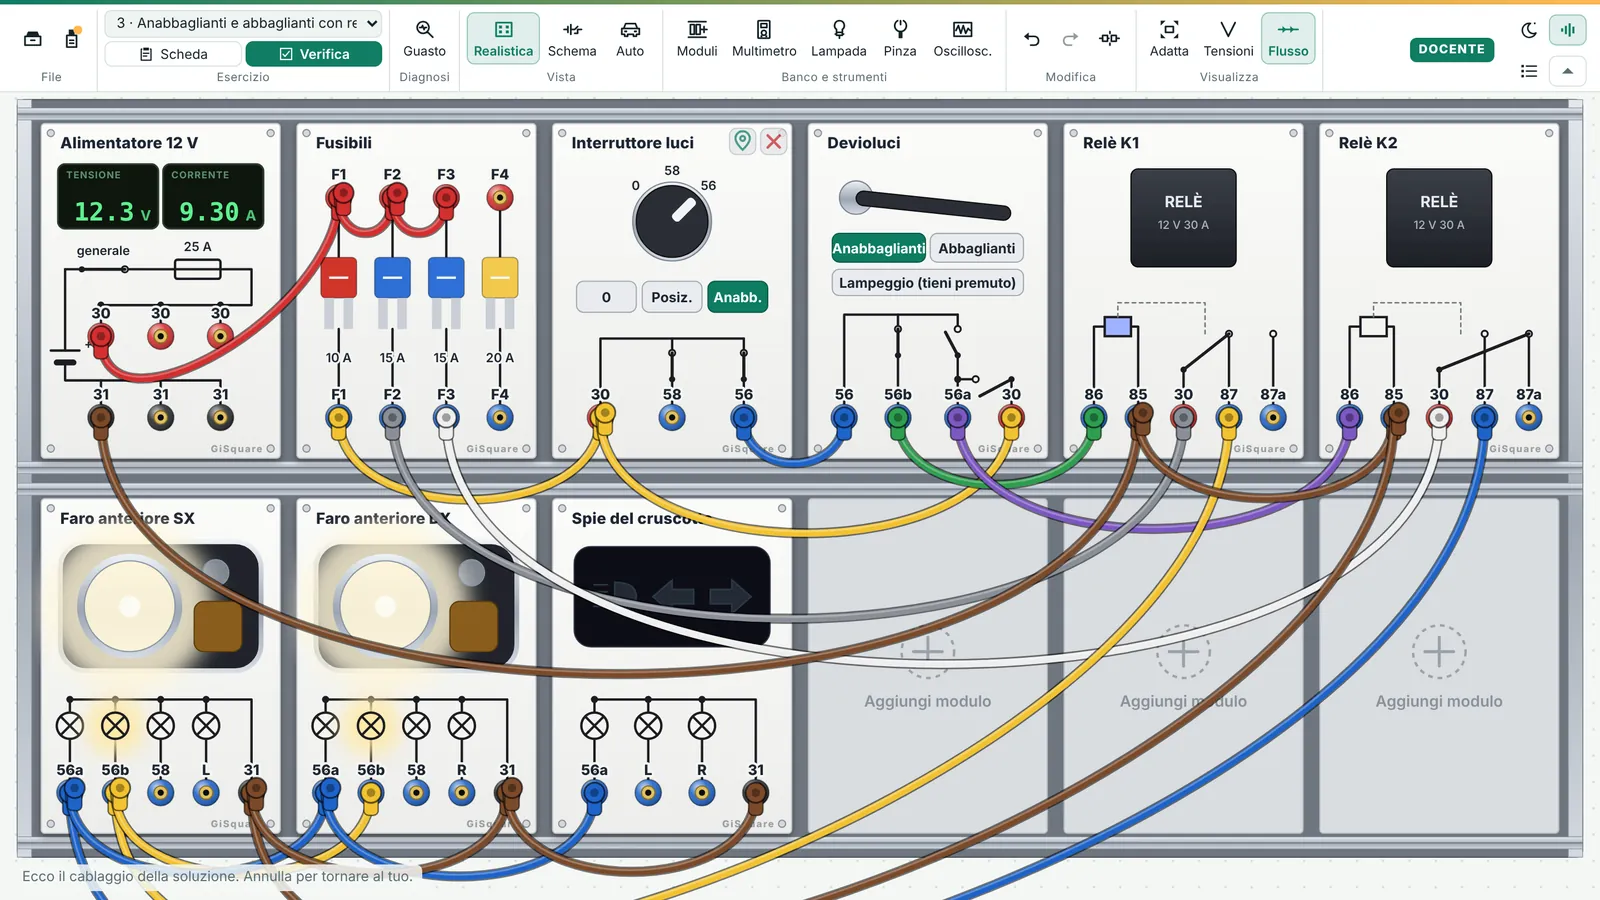 3 · Anabbaglianti e abbaglianti con re
Scheda
Verifica
File
Esercizio
Guasto
Diagnosi
Realistica
Schema
Auto
Vista
Moduli
Multimetro
Lampada
Pinza
Oscillosc.
Banco e strumenti
Modifica
Adatta
Tensioni
Flusso
Visualizza
DOCENTE
Alimentatore 12 V
TENSIONE
12.3 V
CORRENTE
9.30 A
generale
25 A
30 30 30
+
31 31 31
Fusibili
F1 F2 F3 F4
10 A 15 A 15 A 20 A
F1 F2 F3 F4
GiSquare
Interruttore luci
0 58 56
0 Posiz. Anabb.
30 58 56
Devioluci
Anabbaglianti
Abbaglianti
Lampeggio (tieni premuto)
56 56b 56a 30
GiSquare
Relè K1
RELÈ
12 V 30 A
86 85 30 87 87a
GiSquare
Relè K2
RELÈ
12 V 30 A
86 85 30 87 87a
GiSquare
Faro anteriore SX
56a 56b 58 L 31
GiSquare
Faro anteriore DX
56a 56b 58 R 31
GiSquare
Spie del cruscotto
56a L R 31
GiSquare
Aggiungi modulo
Aggiungi modulo
Aggiungi modulo
Ecco il cablaggio della soluzione. Annulla per tornare al tuo.